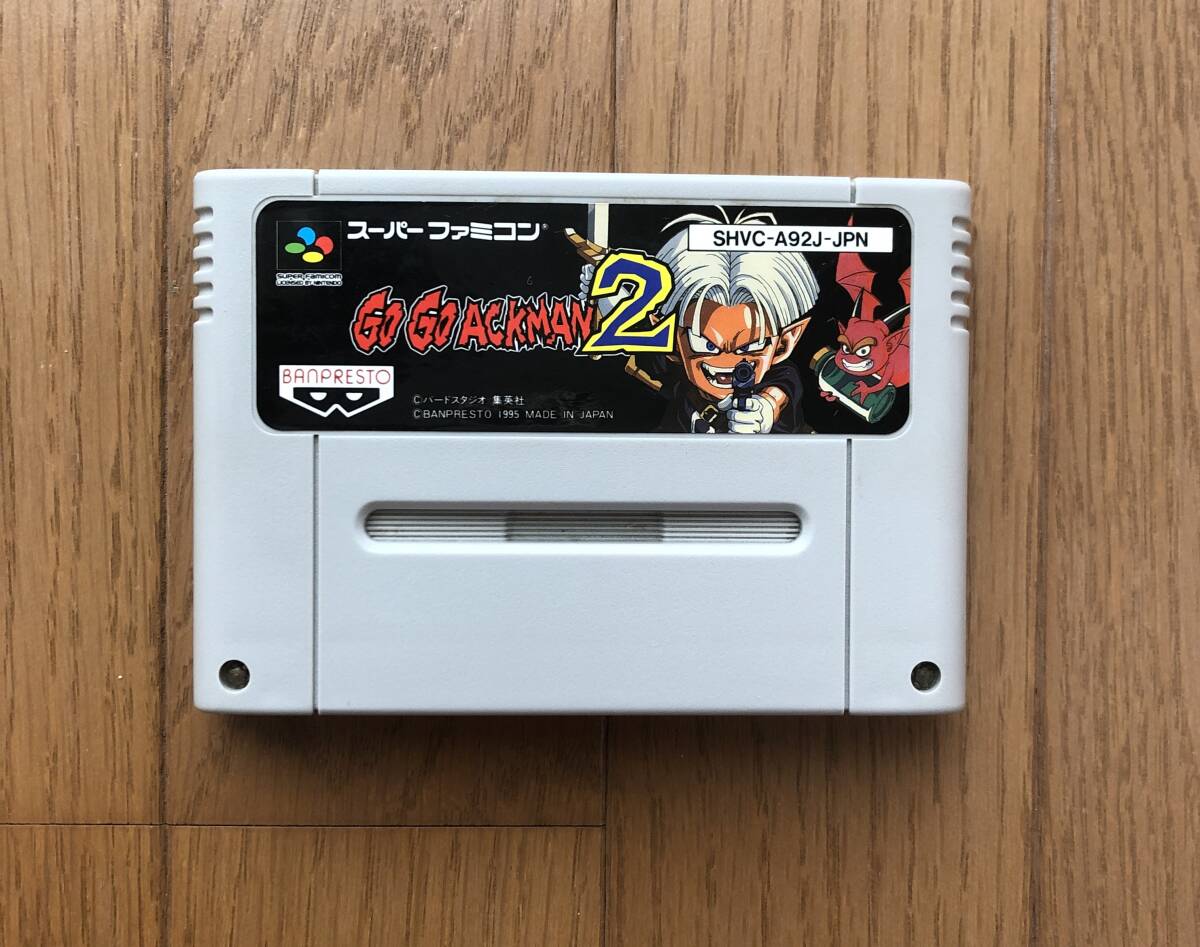 スーパーファミコン®
SUPER FAMICOM
LICENSED BY NINTENDO
SHVC-A92J-JPN
GO GO ACKMAN 2
BANPRESTO
©バードスタジオ 集英社
©BANPRESTO 1995 MADE IN JAPAN